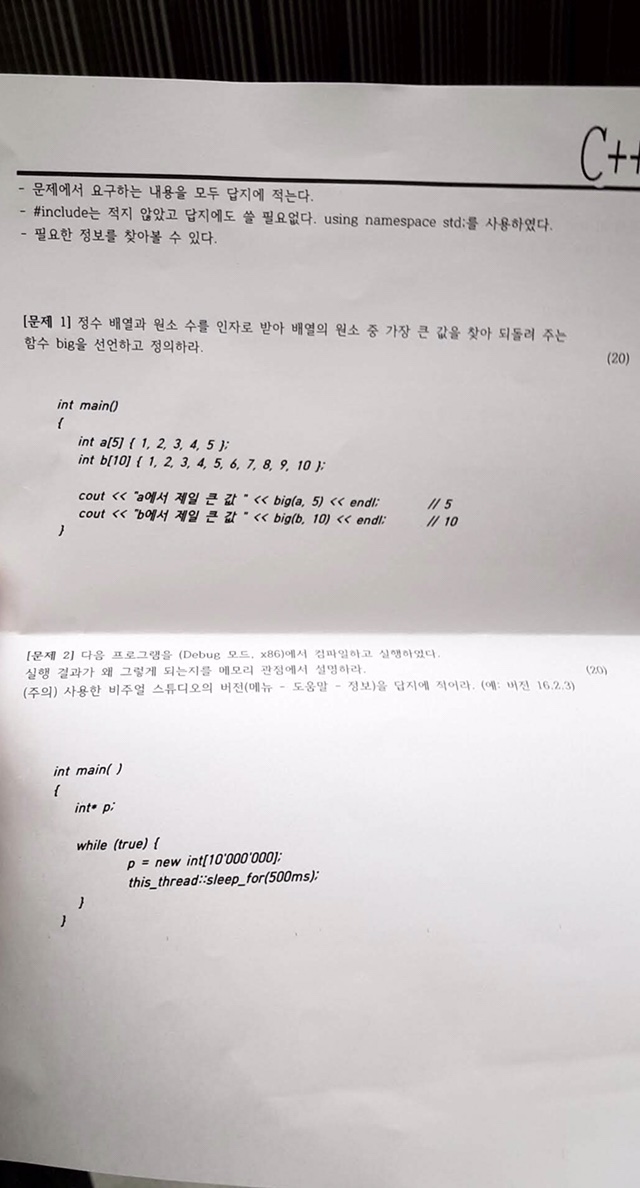 C++
- 문제에서 요구하는 내용을 모두 답지에 적는다.
- #include는 적지 않았고 답지에도 쓸 필요없다. using namespace std;를 사용하였다.
- 필요한 정보를 찾아볼 수 있다.
[문제 1] 정수 배열과 원소 수를 인자로 받아 배열의 원소 중 가장 큰 값을 찾아 되돌려 주는
함수 big을 선언하고 정의하라. (20)
int main()
{
int a[5] { 1, 2, 3, 4, 5 };
int b[10] { 1, 2, 3, 4, 5, 6, 7, 8, 9, 10 };
cout << "a에서 제일 큰 값 " << big(a, 5) << endl; // 5
cout << "b에서 제일 큰 값 " << big(b, 10) << endl; // 10
}
[문제 2] 다음 프로그램을 (Debug 모드, x86)에서 컴파일하고 실행하였다.
실행 결과가 왜 그렇게 되는지를 메모리 관점에서 설명하라. (20)
(주의) 사용한 비주얼 스튜디오의 버전(메뉴 - 도움말 - 정보)을 답지에 적어라. (예: 버전 16.2.3)
int main( )
{
int* p;
while (true) {
p = new int[10'000'000];
this_thread::sleep_for(500ms);
}
}